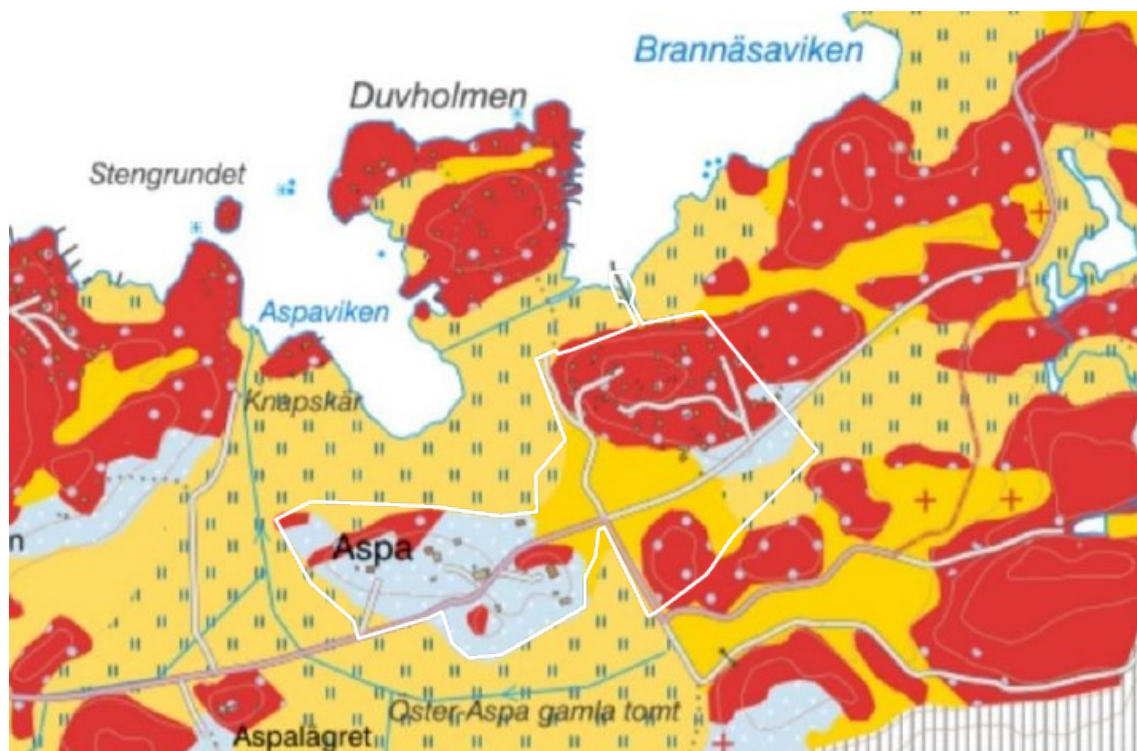 Brannäsaviken
Duvholmen
Stengrundet
Aspaviken
Knapskär
n
Aspa
Öster-Aspa gamla tomt
Aspalägret